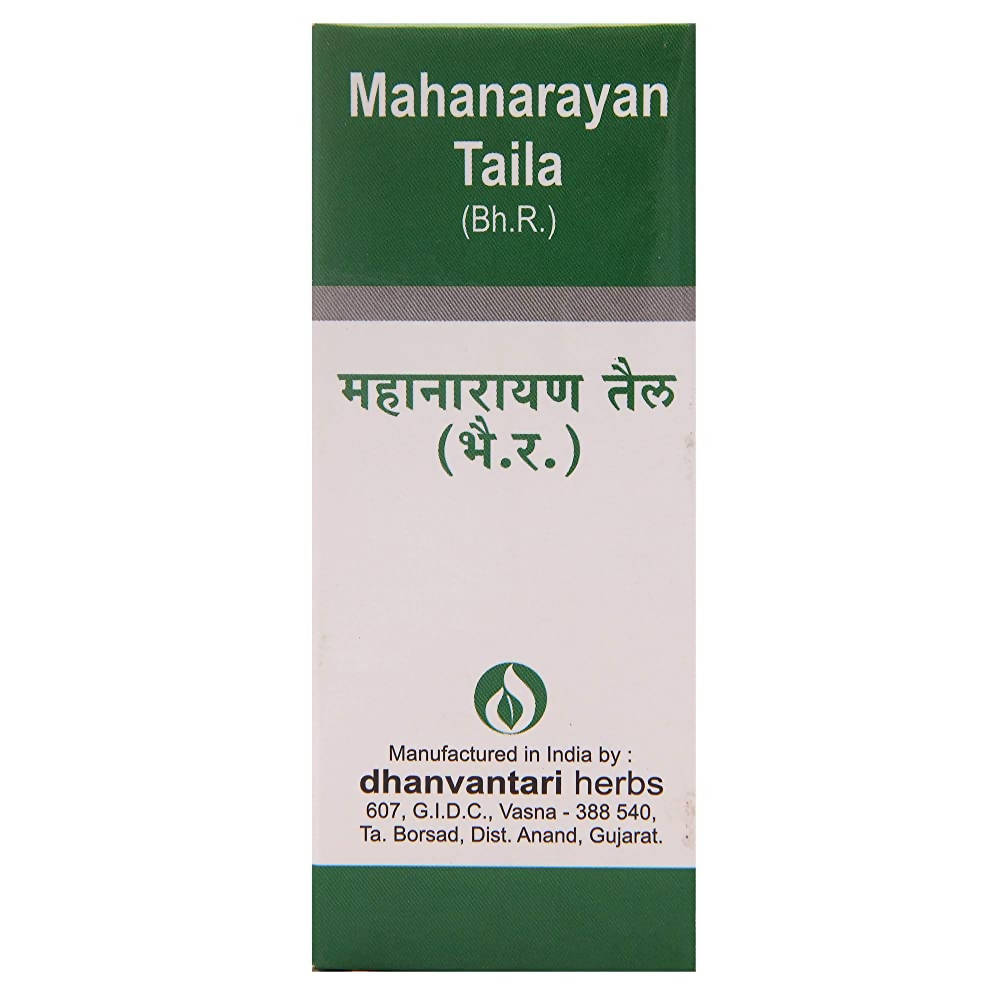 Mahanarayan
Taila
(Bh.R.)
महानारायण तैल
(भै.र.)
Manufactured in India by :
dhanvantari herbs
607, G.I.D.C., Vasna - 388 540,
Ta. Borsad, Dist. Anand, Gujarat.